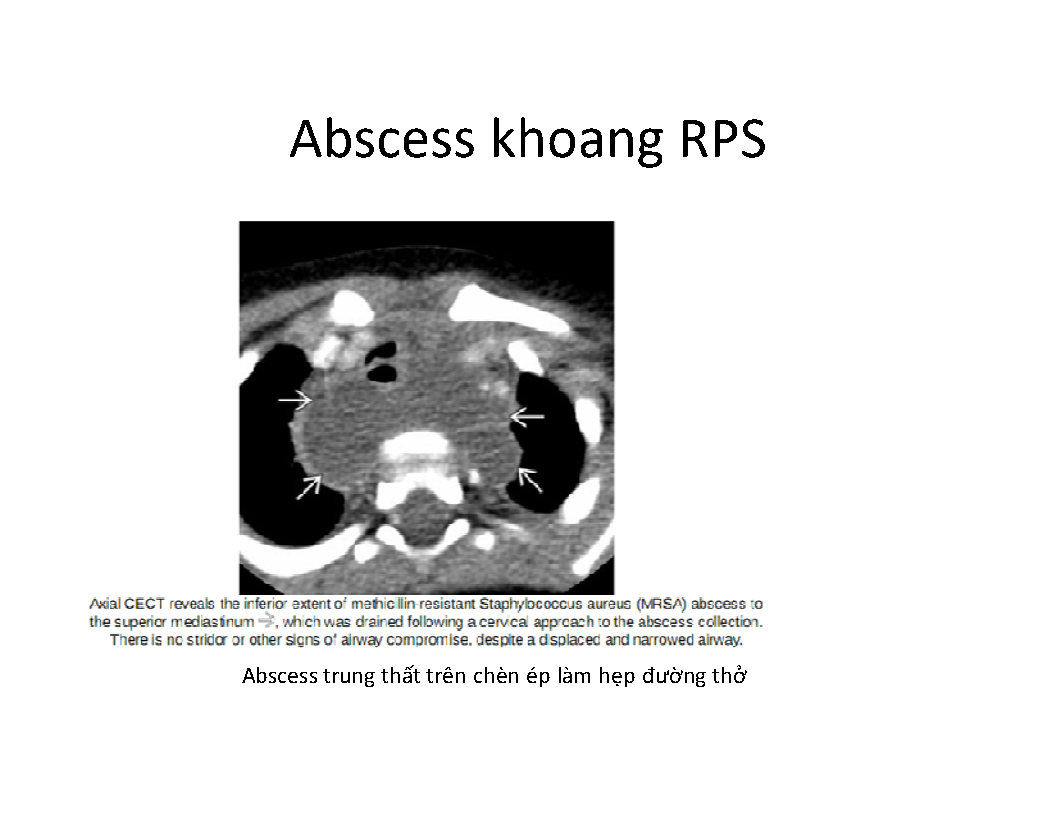 Abscess khoang RPS
Axial CECT reveals the inferior extent of methicillin-resistant Staphylococcus aureus (MRSA) abscess to
the superior mediastinum ➔, which was drained following a cervical approach to the abscess collection.
There is no stridor or other signs of airway compromise, despite a displaced and narrowed airway.
Abscess trung thất trên chèn ép làm hẹp đường thở